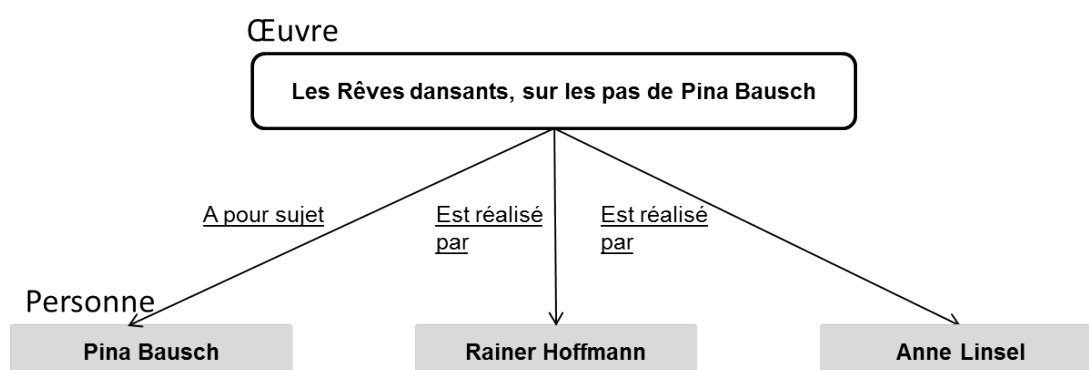 Œuvre
Les Rêves dansants, sur les pas de Pina Bausch
A pour sujet
Est réalisé
par
Est réalisé
par
Personne
Pina Bausch
Rainer Hoffmann
Anne Linsel